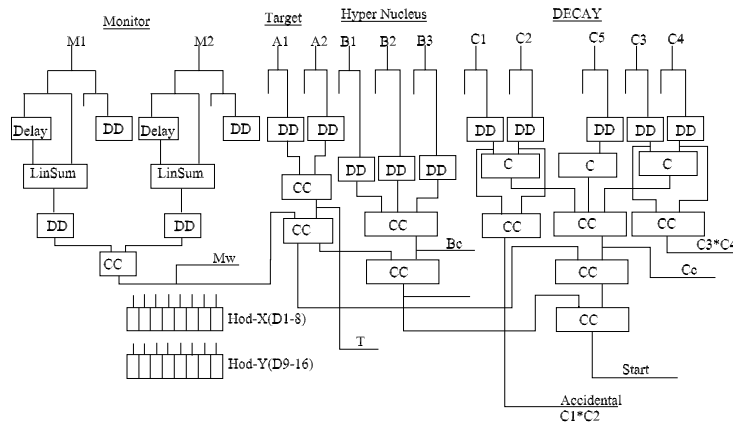 Monitor
Target
Hyper Nucleus
DECAY
M1 M2 A1 A2 B1 B2 B3 C1 C2 C5 C3 C4
Delay DD Delay DD DD DD DD DD DD DD DD
LinSum LinSum DD DD DD C C C
CC
DD DD CC CC CC CC CC
CC Mw Bc C3*C4
CC CC Cc
Hod-X(D1-8) CC
T
Hod-Y(D9-16) Start
Accidental
C1*C2